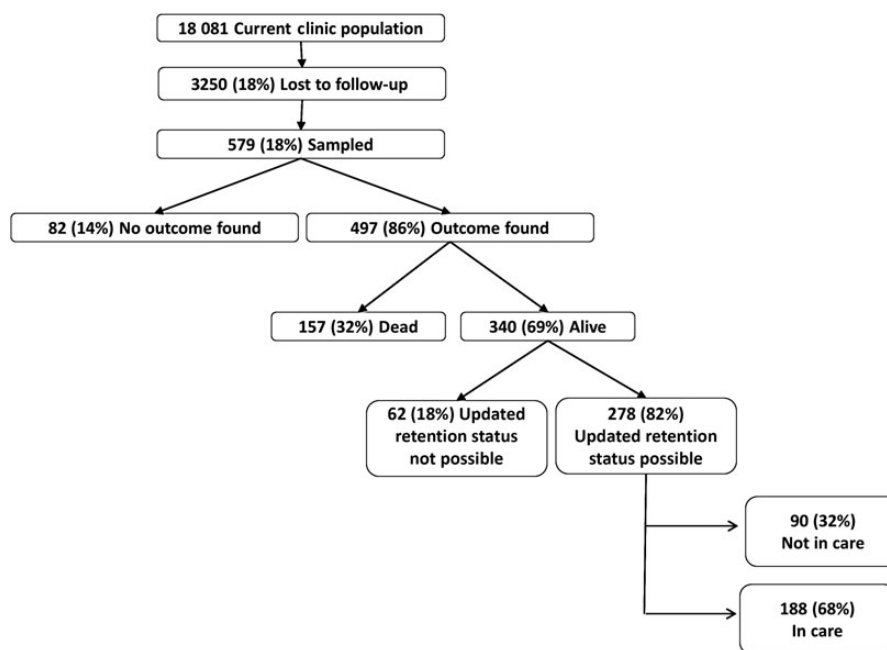 18 081 Current clinic population
3250 (18%) Lost to follow-up
579 (18%) Sampled
82 (14%) No outcome found
497 (86%) Outcome found
157 (32%) Dead
340 (69%) Alive
62 (18%) Updated
retention status
not possible
278 (82%)
Updated retention
status possible
90 (32%)
Not in care
188 (68%)
In care